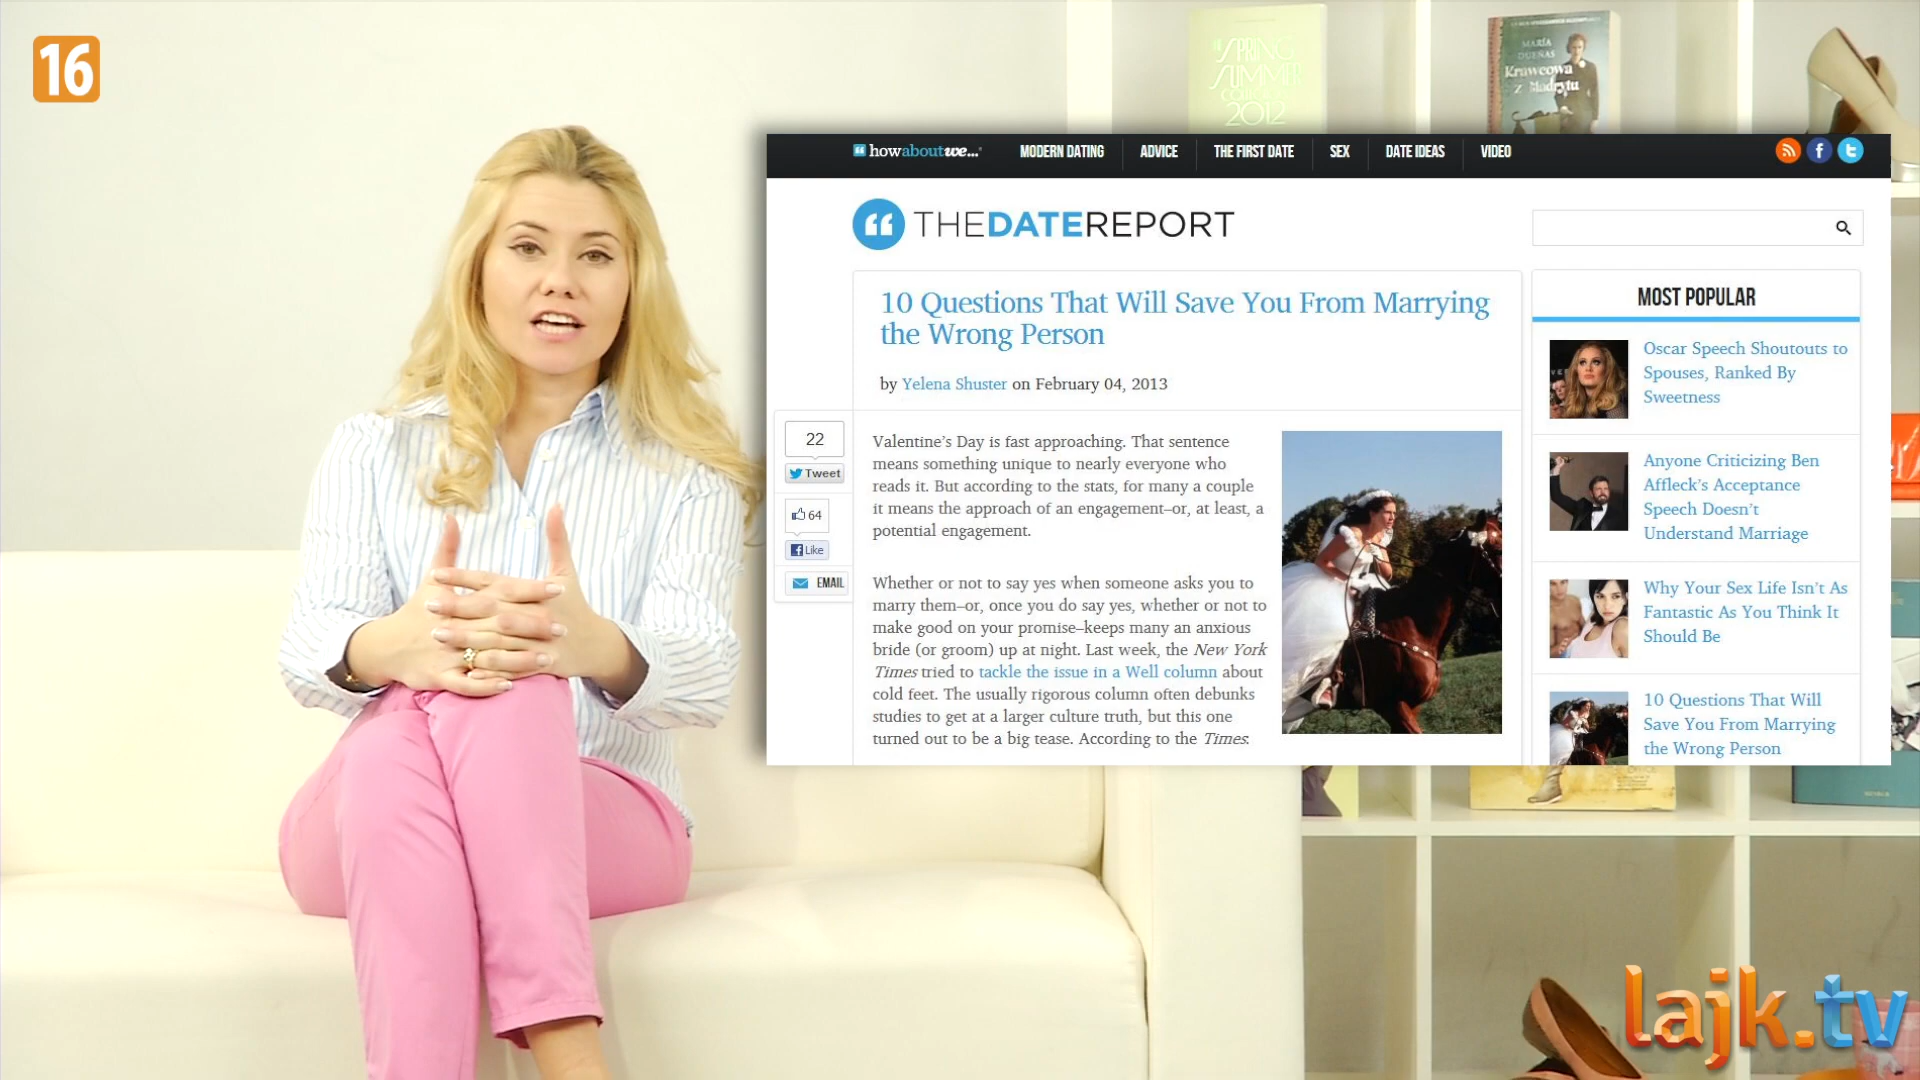 16
THE
SPRING
SUMMER
2012
MARÍA
DUEÑAS
Krawcowa
z Madrytu
howaboutwe...
MODERN DATING
ADVICE
THE FIRST DATE
SEX
DATE IDEAS
VIDEO
THEDATEREPORT
10 Questions That Will Save You From Marrying
the Wrong Person
by Yelena Shuster on February 04, 2013
22
Tweet
64
Like
EMAIL
Valentine's Day is fast approaching. That sentence
means something unique to nearly everyone who
reads it. But according to the stats, for many a couple
it means the approach of an engagement–or, at least, a
potential engagement.
Whether or not to say yes when someone asks you to
marry them–or, once you do say yes, whether or not to
make good on your promise–keeps many an anxious
bride (or groom) up at night. Last week, the New York
Times tried to tackle the issue in a Well column about
cold feet. The usually rigorous column often debunks
studies to get at a larger culture truth, but this one
turned out to be a big tease. According to the Times:
MOST POPULAR
Oscar Speech Shoutouts to
Spouses, Ranked By
Sweetness
Anyone Criticizing Ben
Affleck's Acceptance
Speech Doesn't
Understand Marriage
Why Your Sex Life Isn't As
Fantastic As You Think It
Should Be
10 Questions That Will
Save You From Marrying
the Wrong Person
lajk.tv